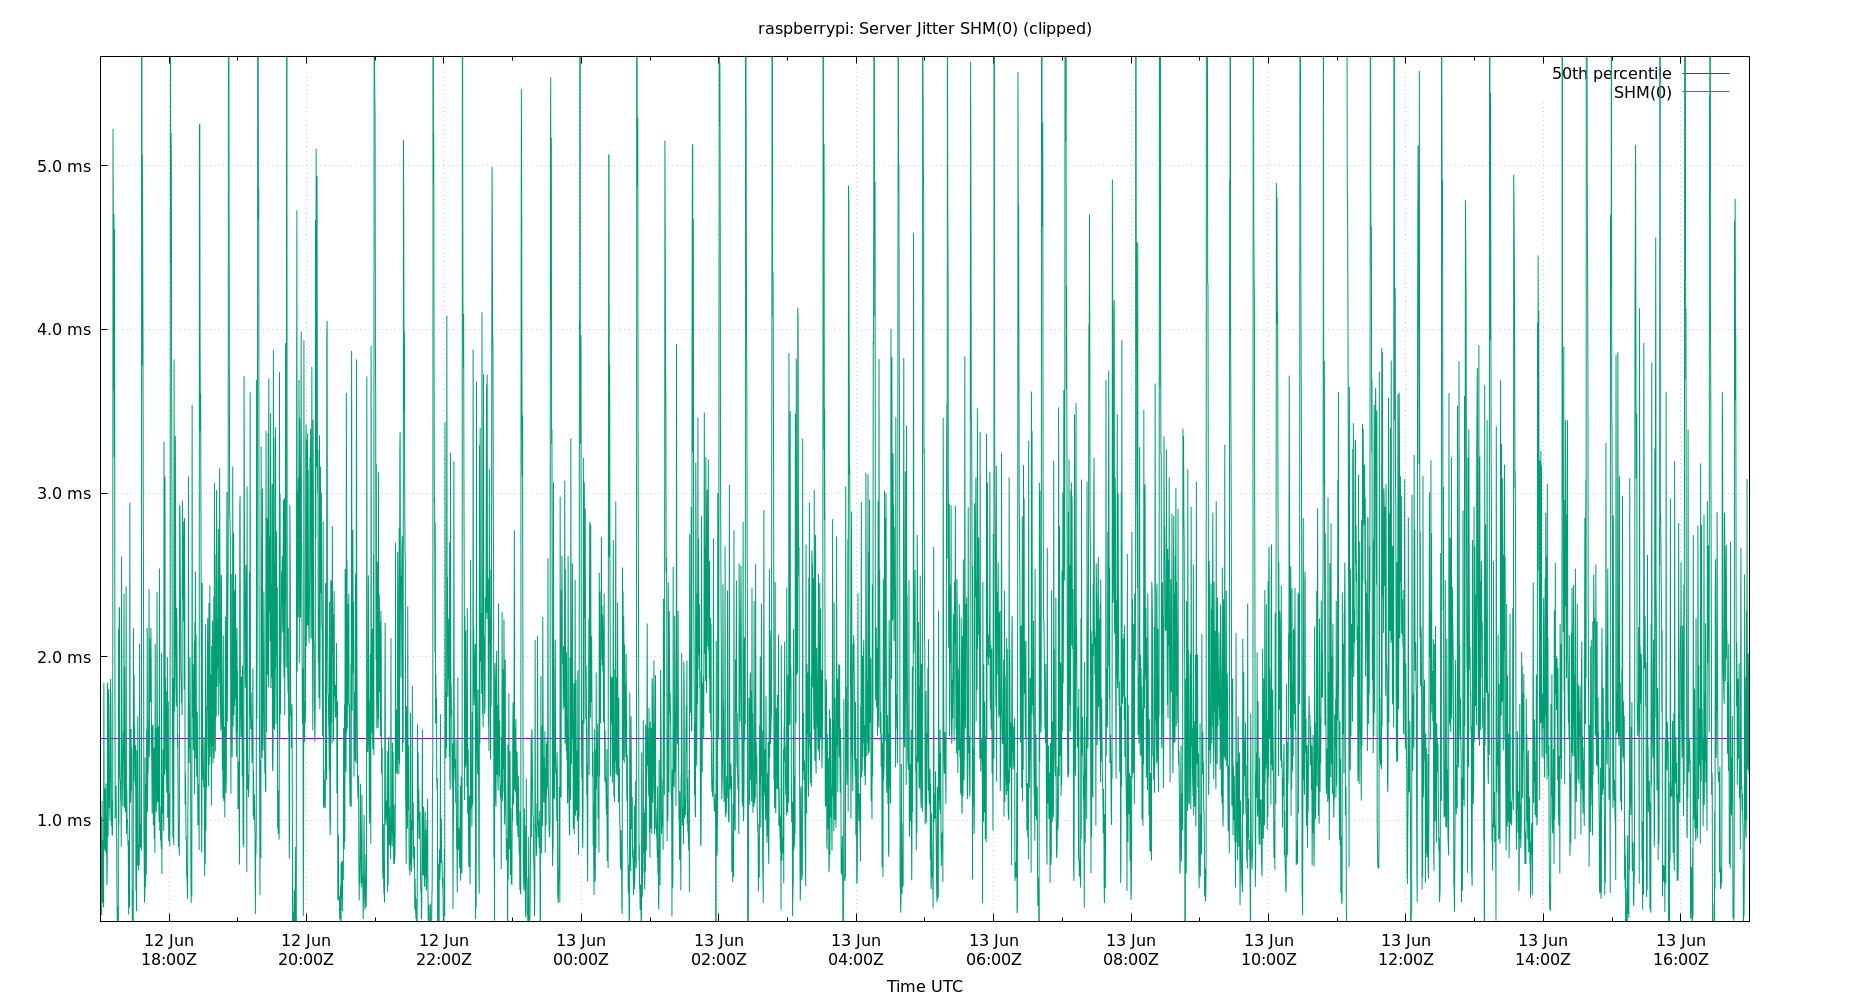 raspberrypi: Server Jitter SHM(0) (clipped)
50th percentile
SHM(0)
5.0 ms
4.0 ms
3.0 ms
2.0 ms
1.0 ms
12 Jun 12 Jun 12 Jun 13 Jun 13 Jun 13 Jun 13 Jun 13 Jun 13 Jun 13 Jun 13 Jun 13 Jun
18:00Z 20:00Z 22:00Z 00:00Z 02:00Z 04:00Z 06:00Z 08:00Z 10:00Z 12:00Z 14:00Z 16:00Z
Time UTC